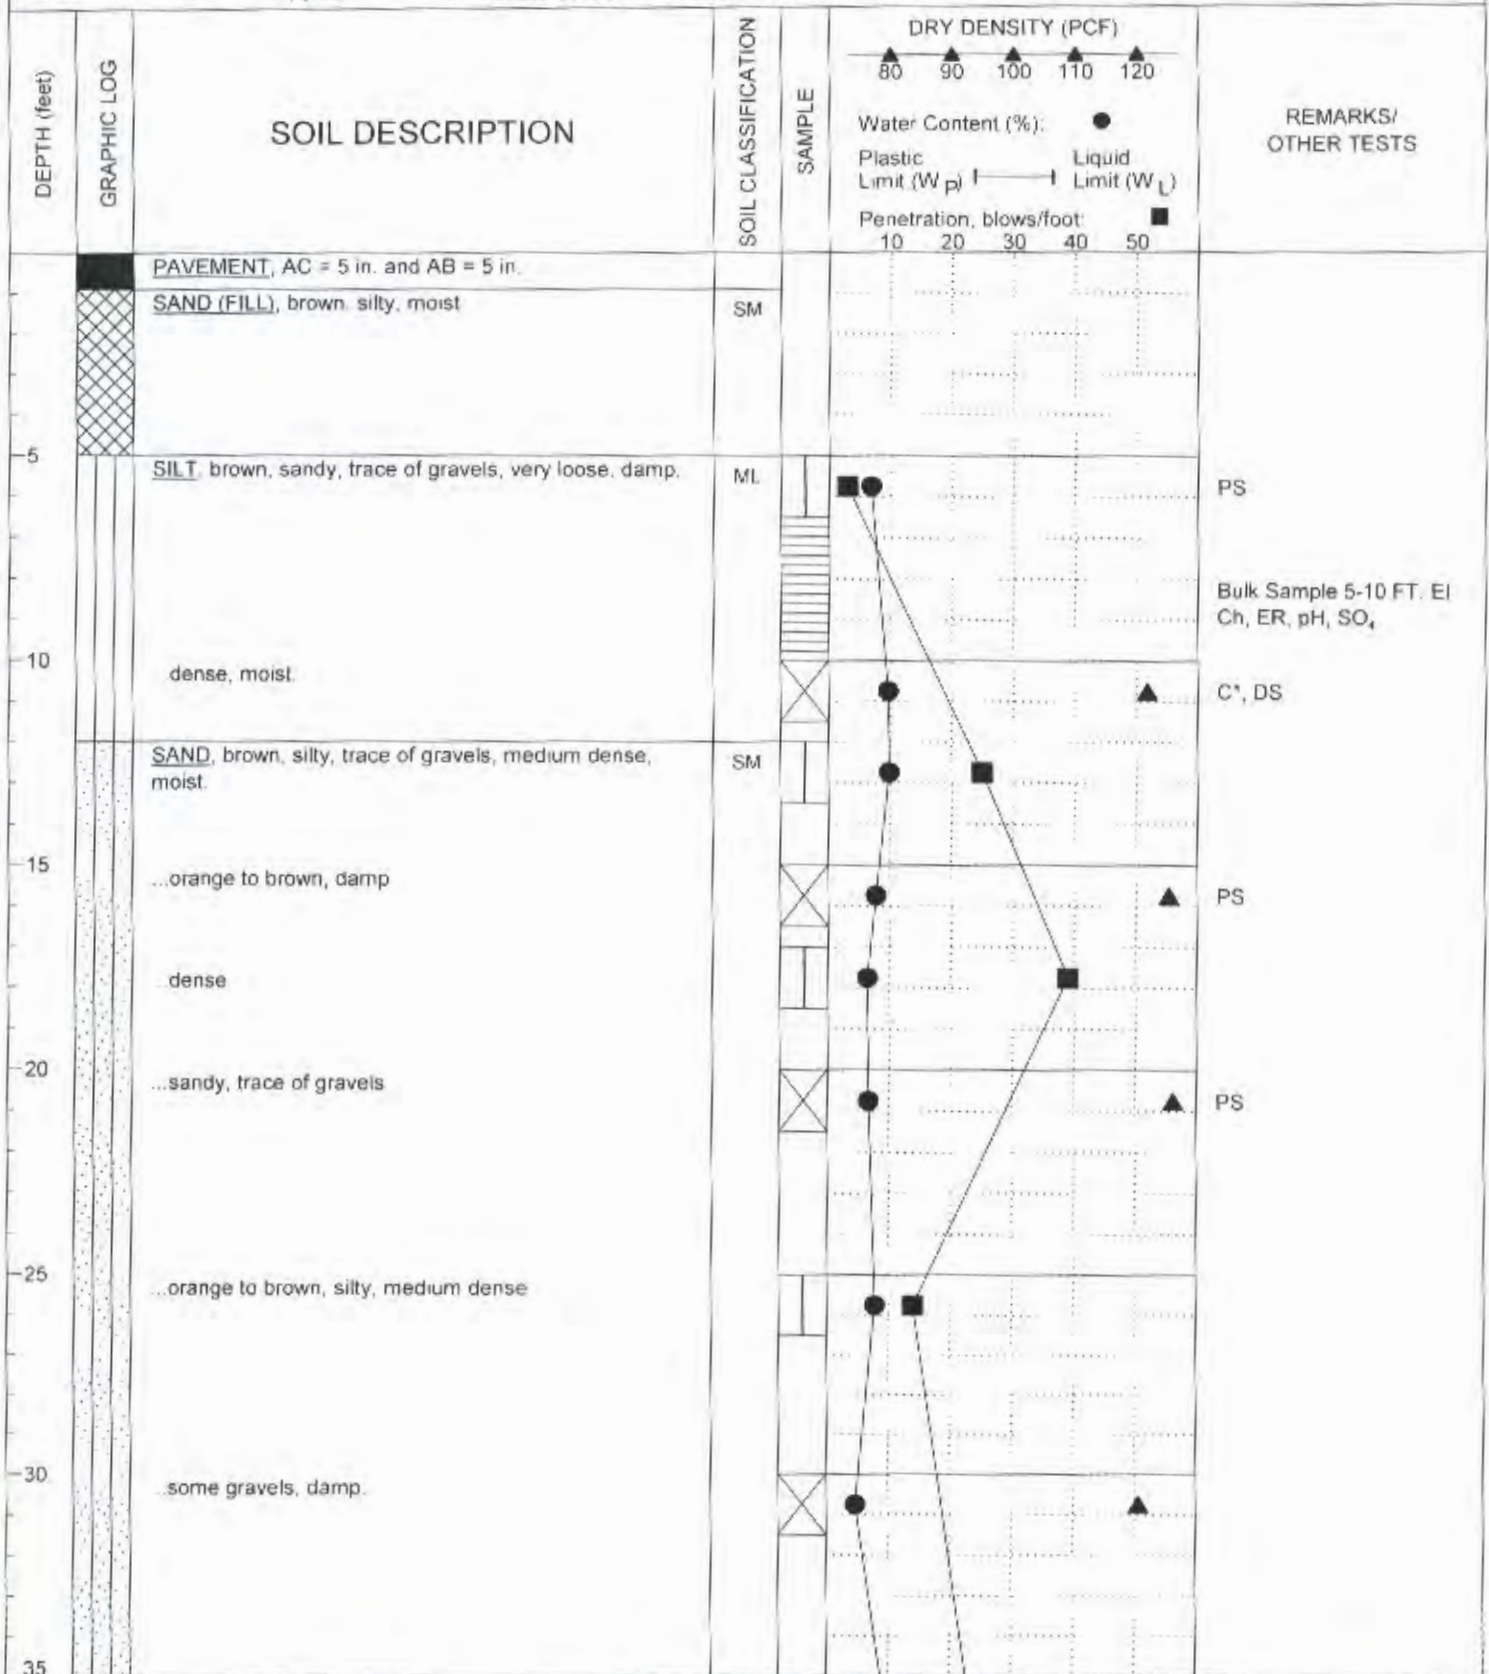 DEPTH (feet)
GRAPHIC LOG
SOIL DESCRIPTION
SOIL CLASSIFICATION
SAMPLE
DRY DENSITY (PCF)
80 90 100 110 120
Water Content (%):
Plastic Limit (W P)
Liquid Limit (W L)
Penetration, blows/foot:
10 20 30 40 50
REMARKS/
OTHER TESTS
PAVEMENT, AC = 5 in. and AB = 5 in.
SAND (FILL), brown, silty, moist
SM
5
SILT, brown, sandy, trace of gravels, very loose, damp.
ML
PS
Bulk Sample 5-10 FT. EI
Ch, ER, pH, SO₄
10
dense, moist.
C*, DS
SAND, brown, silty, trace of gravels, medium dense,
moist.
SM
15
...orange to brown, damp
PS
dense
20
...sandy, trace of gravels
PS
25
...orange to brown, silty, medium dense
30
some gravels, damp.
35